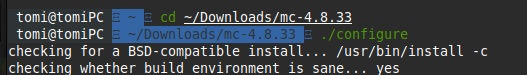 tomi@tomiPC ~ cd ~/Downloads/mc-4.8.33
tomi@tomiPC ~/Downloads/mc-4.8.33 ./configure
checking for a BSD-compatible install... /usr/bin/install -c
checking whether build environment is sane... yes